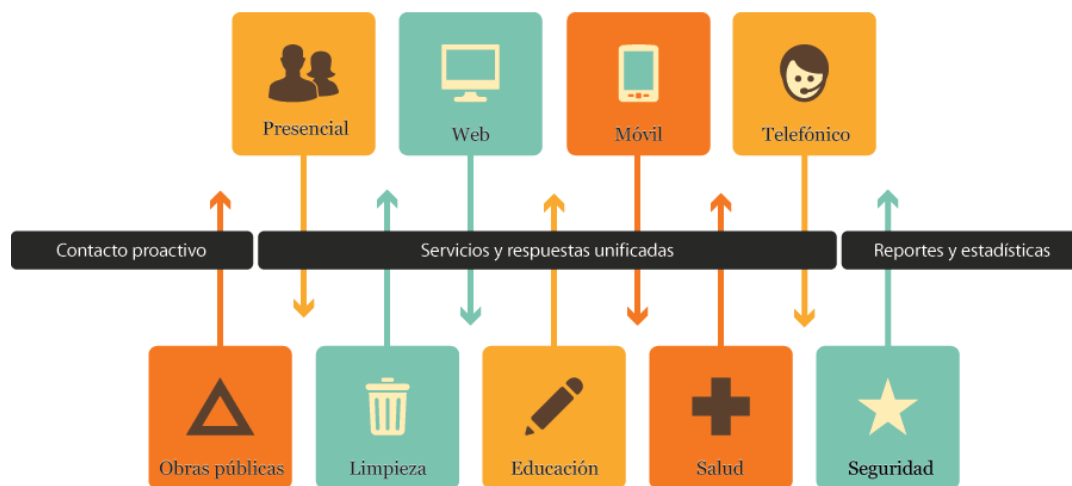 Presencial
Web
Móvil
Telefónico
Contacto proactivo
Servicios y respuestas unificadas
Reportes y estadísticas
Obras públicas
Limpieza
Educación
Salud
Seguridad